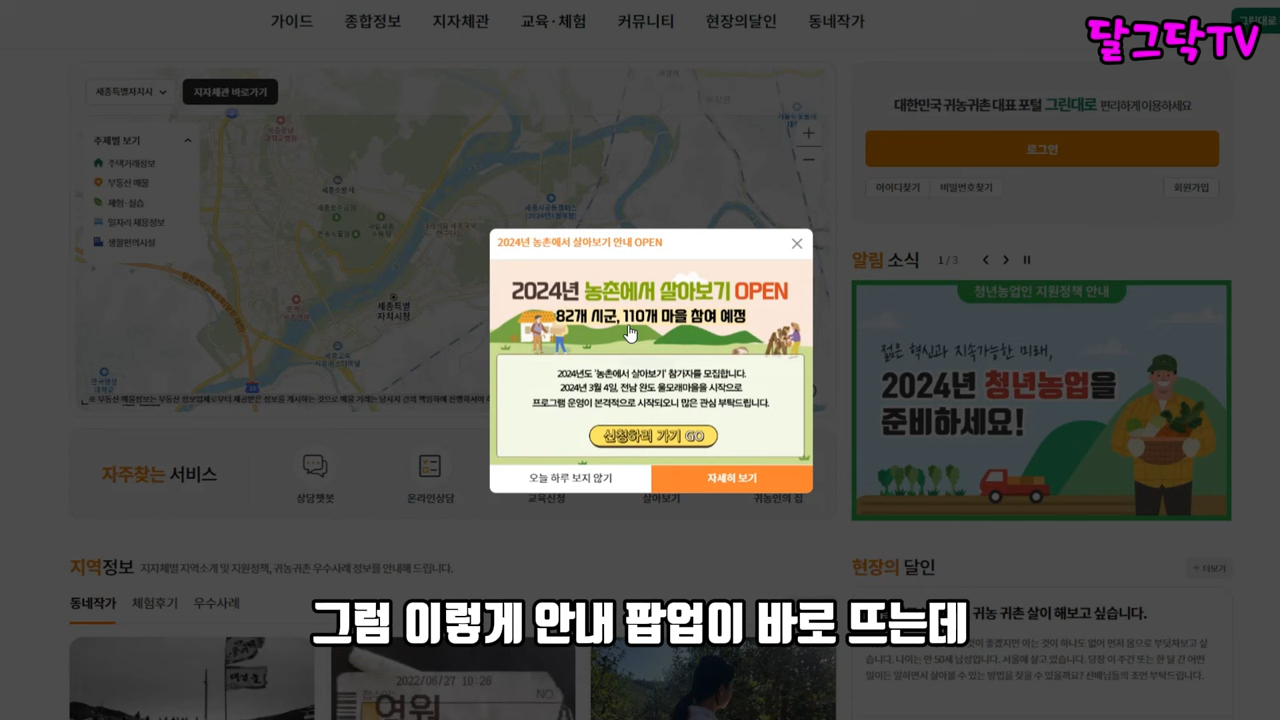 가이드 종합정보 지자체관 교육·체험 커뮤니티 현장의달인 동네작가
그린대로
달그닥TV
세종특별자치시
지자체관 바로가기
주제별 보기
주택거래정보
부동산 매물
체험·실습
일자리 채용정보
생활편의시설
세종특별
자치시청
대한민국 귀농귀촌 대표 포털 그린대로 편리하게 이용하세요
로그인
아이디찾기 비밀번호찾기 회원가입
알림 소식 1 / 3
청년농업인 지원정책 안내
젊은 혁신과 지속가능한 미래,
2024년 청년농업을
준비하세요!
2024년 농촌에서 살아보기 안내 OPEN
2024년 농촌에서 살아보기 OPEN
82개 시군, 110개 마을 참여 예정
2024년도 '농촌에서 살아보기' 참가자를 모집합니다.
2024년 3월 4일, 전남 완도 울모래마을을 시작으로
프로그램 운영이 본격적으로 시작되오니 많은 관심 부탁드립니다.
신청하러 가기 GO
오늘 하루 보지 않기 자세히 보기
자주찾는 서비스
상담챗봇 온라인상담 교육신청 살아보기 귀농인의 집
지역정보 지자체별 지역소개 및 지원정책, 귀농귀촌 우수사례 정보를 안내해 드립니다.
동네작가 체험후기 우수사례
현장의 달인
+ 더보기
귀농 귀촌 살이 해보고 싶습니다.
그럼 이렇게 안내 팝업이 바로 뜨는데
2022/06/27 10:26
NO.